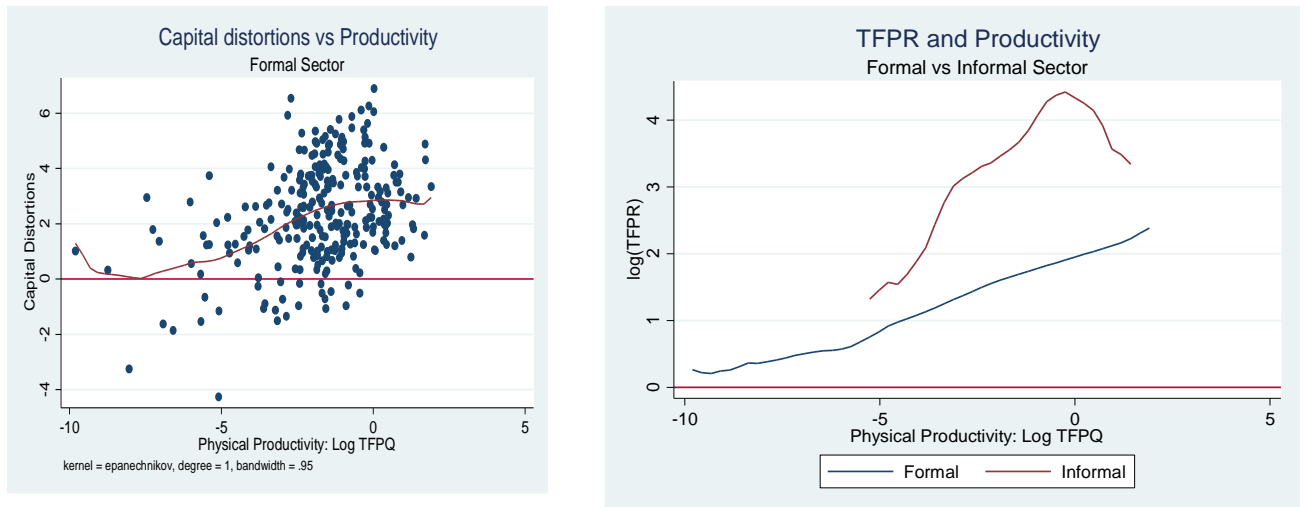 Capital distortions vs Productivity
Formal Sector
Capital Distortions
6
4
2
0
-2
-4
-10
-5
0
5
Physical Productivity: Log TFPQ
kernel = epanechnikov, degree = 1, bandwidth = .95
TFPR and Productivity
Formal vs Informal Sector
log(TFPR)
4
3
2
1
0
-10
-5
0
5
Physical Productivity: Log TFPQ
Formal
Informal